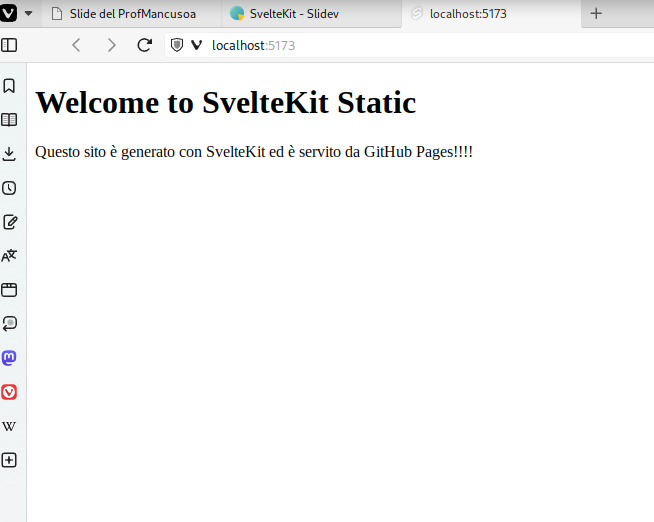 Slide del ProfMancusoa
SvelteKit - Slidev
localhost:5173
localhost:5173
Welcome to SvelteKit Static
Questo sito è generato con SvelteKit ed è servito da GitHub Pages!!!!
W